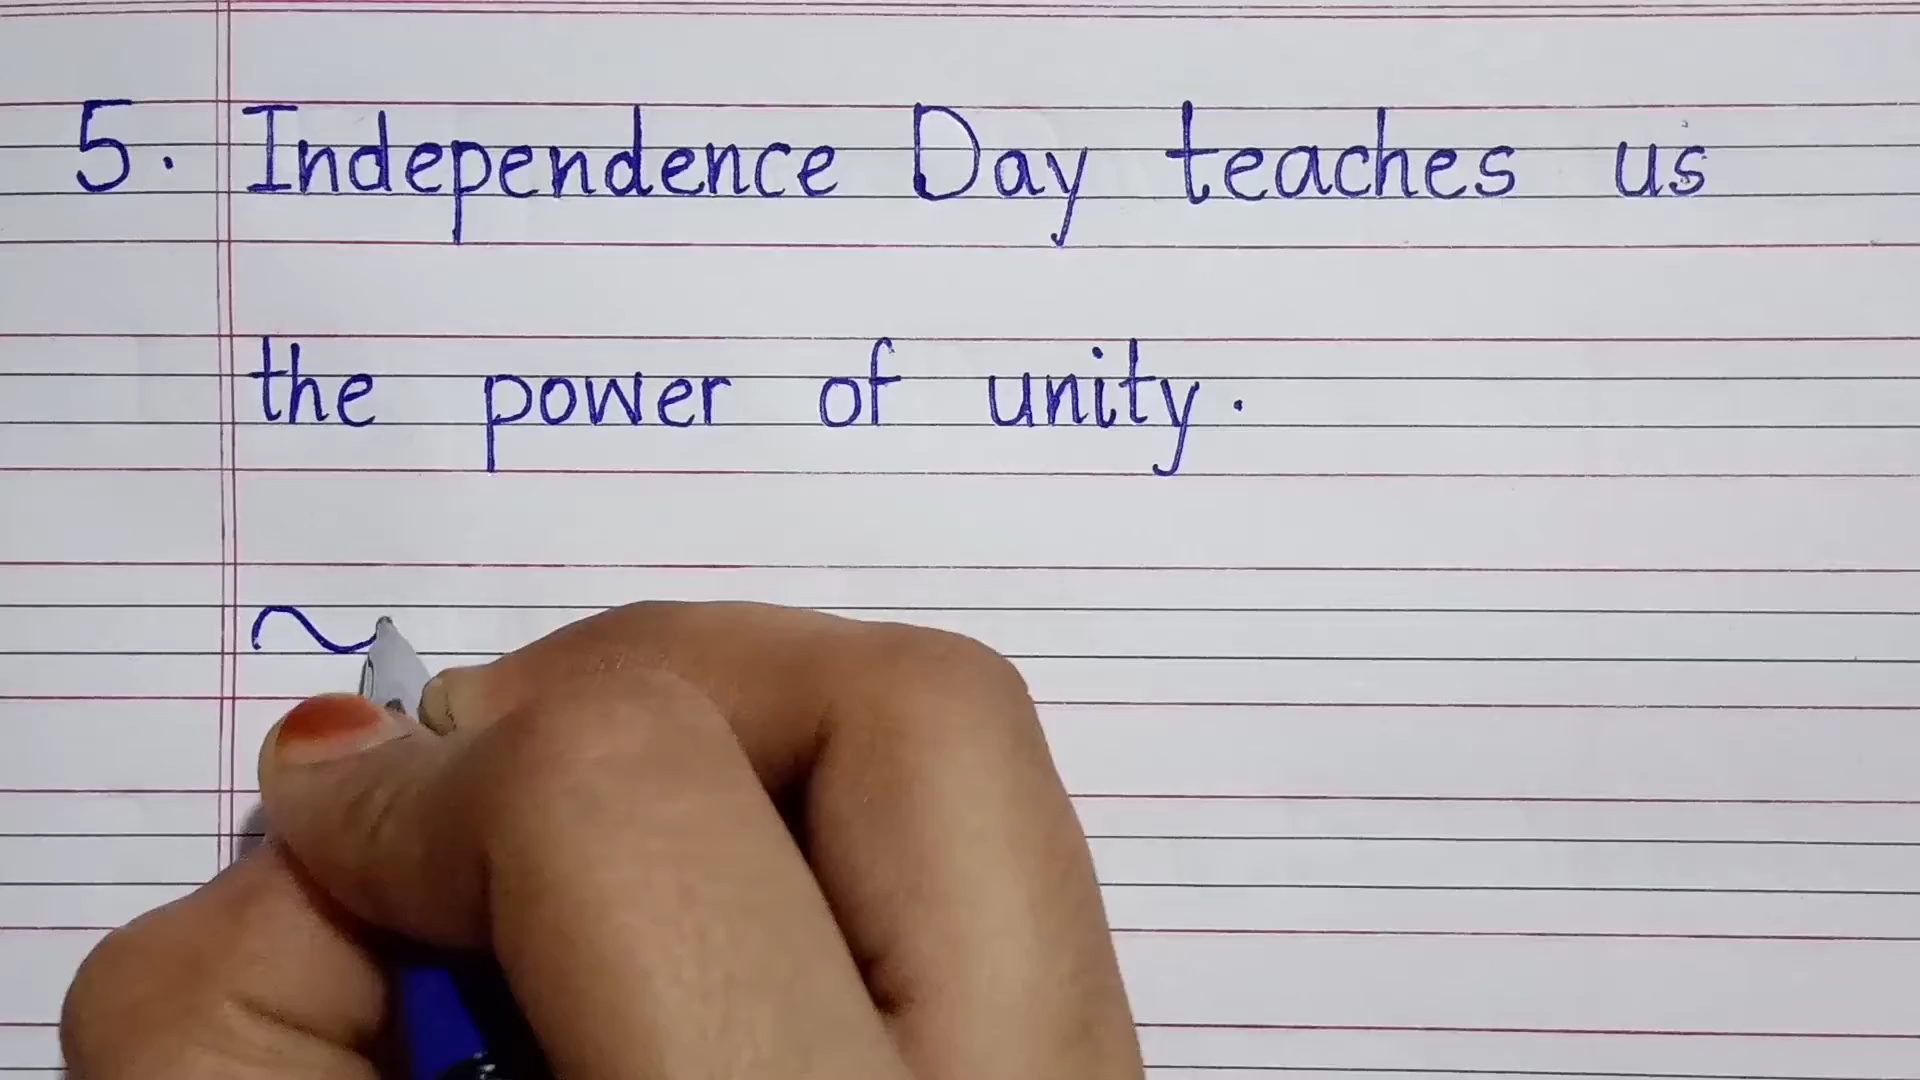 5. Independence Day teaches us
the power of unity.